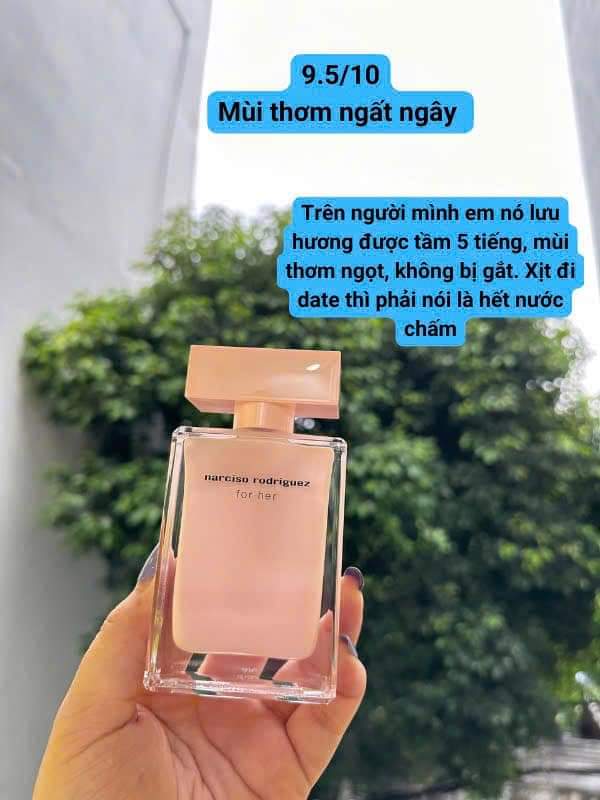 9.5/10
Mùi thơm ngất ngây
Trên người mình em nó lưu
hương được tầm 5 tiếng, mùi
thơm ngọt, không bị gắt. Xịt đi
date thì phải nói là hết nước
chấm
narciso rodriguez
for her